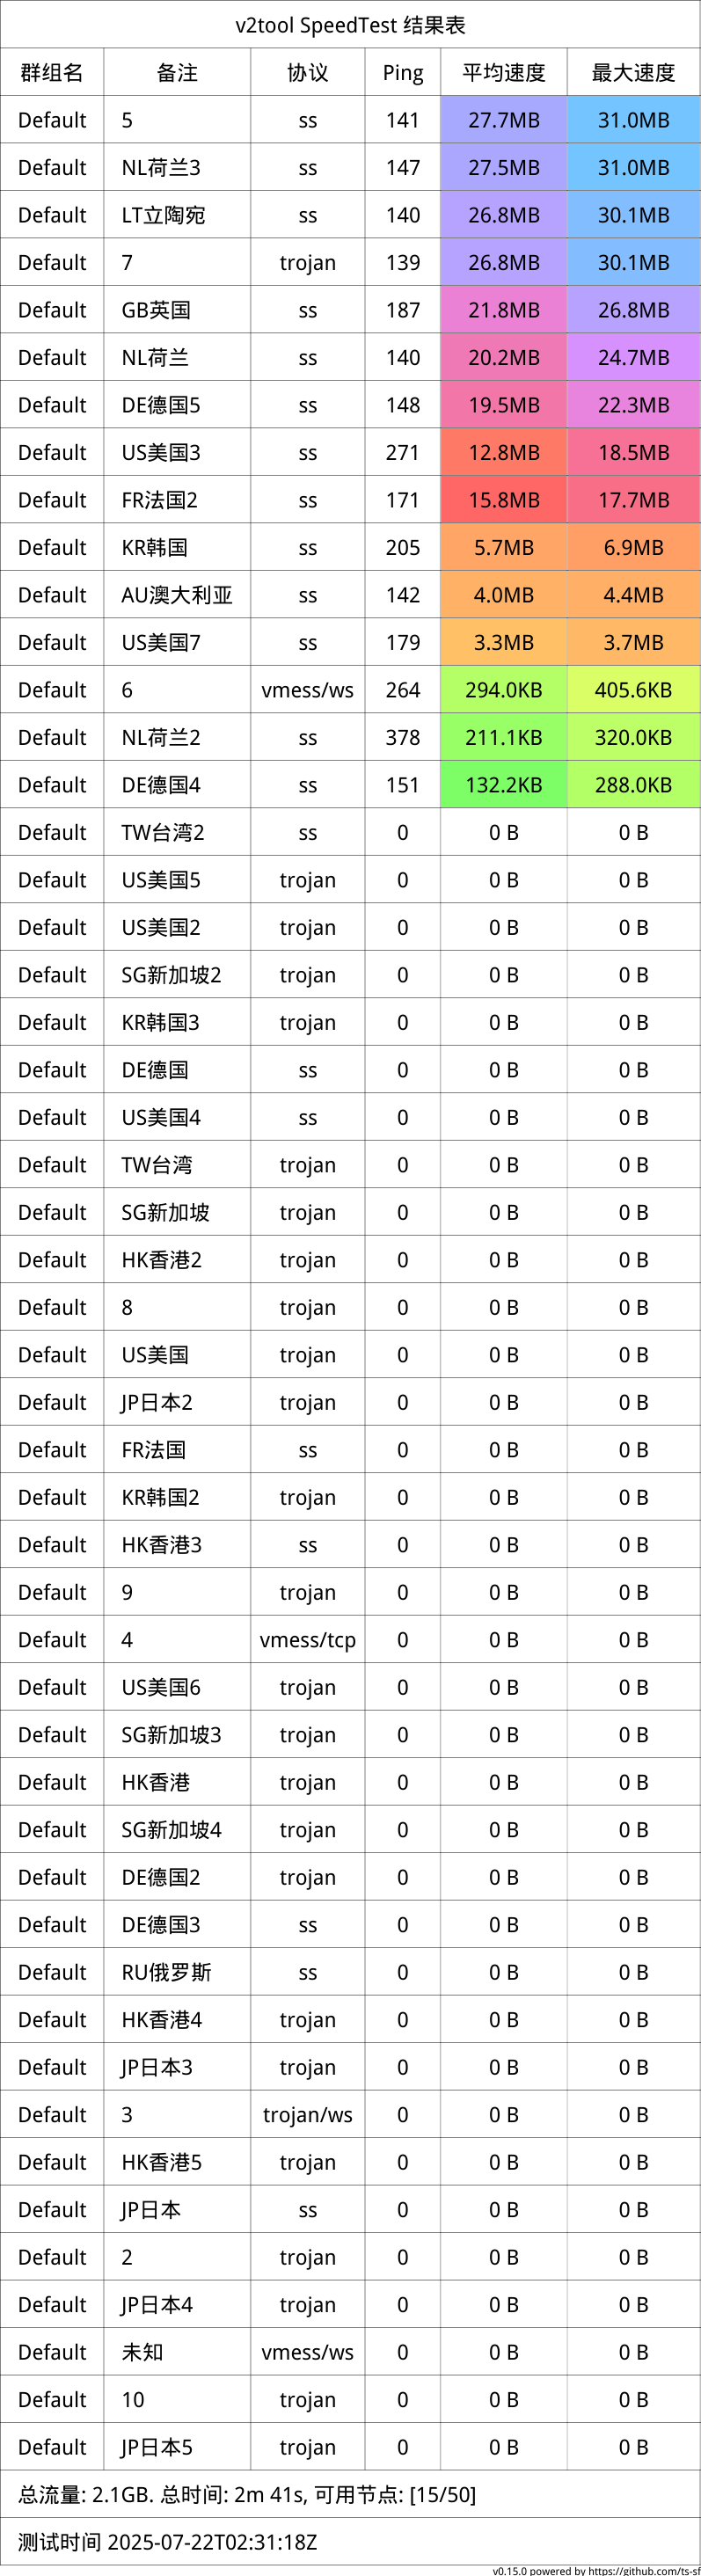 v2tool SpeedTest 结果表
群组名 备注 协议 Ping 平均速度 最大速度
Default 5 ss 141 27.7MB 31.0MB
Default NL荷兰3 ss 147 27.5MB 31.0MB
Default LT立陶宛 ss 140 26.8MB 30.1MB
Default 7 trojan 139 26.8MB 30.1MB
Default GB英国 ss 187 21.8MB 26.8MB
Default NL荷兰 ss 140 20.2MB 24.7MB
Default DE德国5 ss 148 19.5MB 22.3MB
Default US美国3 ss 271 12.8MB 18.5MB
Default FR法国2 ss 171 15.8MB 17.7MB
Default KR韩国 ss 205 5.7MB 6.9MB
Default AU澳大利亚 ss 142 4.0MB 4.4MB
Default US美国7 ss 179 3.3MB 3.7MB
Default 6 vmess/ws 264 294.0KB 405.6KB
Default NL荷兰2 ss 378 211.1KB 320.0KB
Default DE德国4 ss 151 132.2KB 288.0KB
Default TW台湾2 ss 0 0 B 0 B
Default US美国5 trojan 0 0 B 0 B
Default US美国2 trojan 0 0 B 0 B
Default SG新加坡2 trojan 0 0 B 0 B
Default KR韩国3 trojan 0 0 B 0 B
Default DE德国 ss 0 0 B 0 B
Default US美国4 ss 0 0 B 0 B
Default TW台湾 trojan 0 0 B 0 B
Default SG新加坡 trojan 0 0 B 0 B
Default HK香港2 trojan 0 0 B 0 B
Default 8 trojan 0 0 B 0 B
Default US美国 trojan 0 0 B 0 B
Default JP日本2 trojan 0 0 B 0 B
Default FR法国 ss 0 0 B 0 B
Default KR韩国2 trojan 0 0 B 0 B
Default HK香港3 ss 0 0 B 0 B
Default 9 trojan 0 0 B 0 B
Default 4 vmess/tcp 0 0 B 0 B
Default US美国6 trojan 0 0 B 0 B
Default SG新加坡3 trojan 0 0 B 0 B
Default HK香港 trojan 0 0 B 0 B
Default SG新加坡4 trojan 0 0 B 0 B
Default DE德国2 trojan 0 0 B 0 B
Default DE德国3 ss 0 0 B 0 B
Default RU俄罗斯 ss 0 0 B 0 B
Default HK香港4 trojan 0 0 B 0 B
Default JP日本3 trojan 0 0 B 0 B
Default 3 trojan/ws 0 0 B 0 B
Default HK香港5 trojan 0 0 B 0 B
Default JP日本 ss 0 0 B 0 B
Default 2 trojan 0 0 B 0 B
Default JP日本4 trojan 0 0 B 0 B
Default 未知 vmess/ws 0 0 B 0 B
Default 10 trojan 0 0 B 0 B
Default JP日本5 trojan 0 0 B 0 B
总流量: 2.1GB. 总时间: 2m 41s, 可用节点: [15/50]
测试时间 2025-07-22T02:31:18Z
v0.15.0 powered by https://github.com/ts-sf